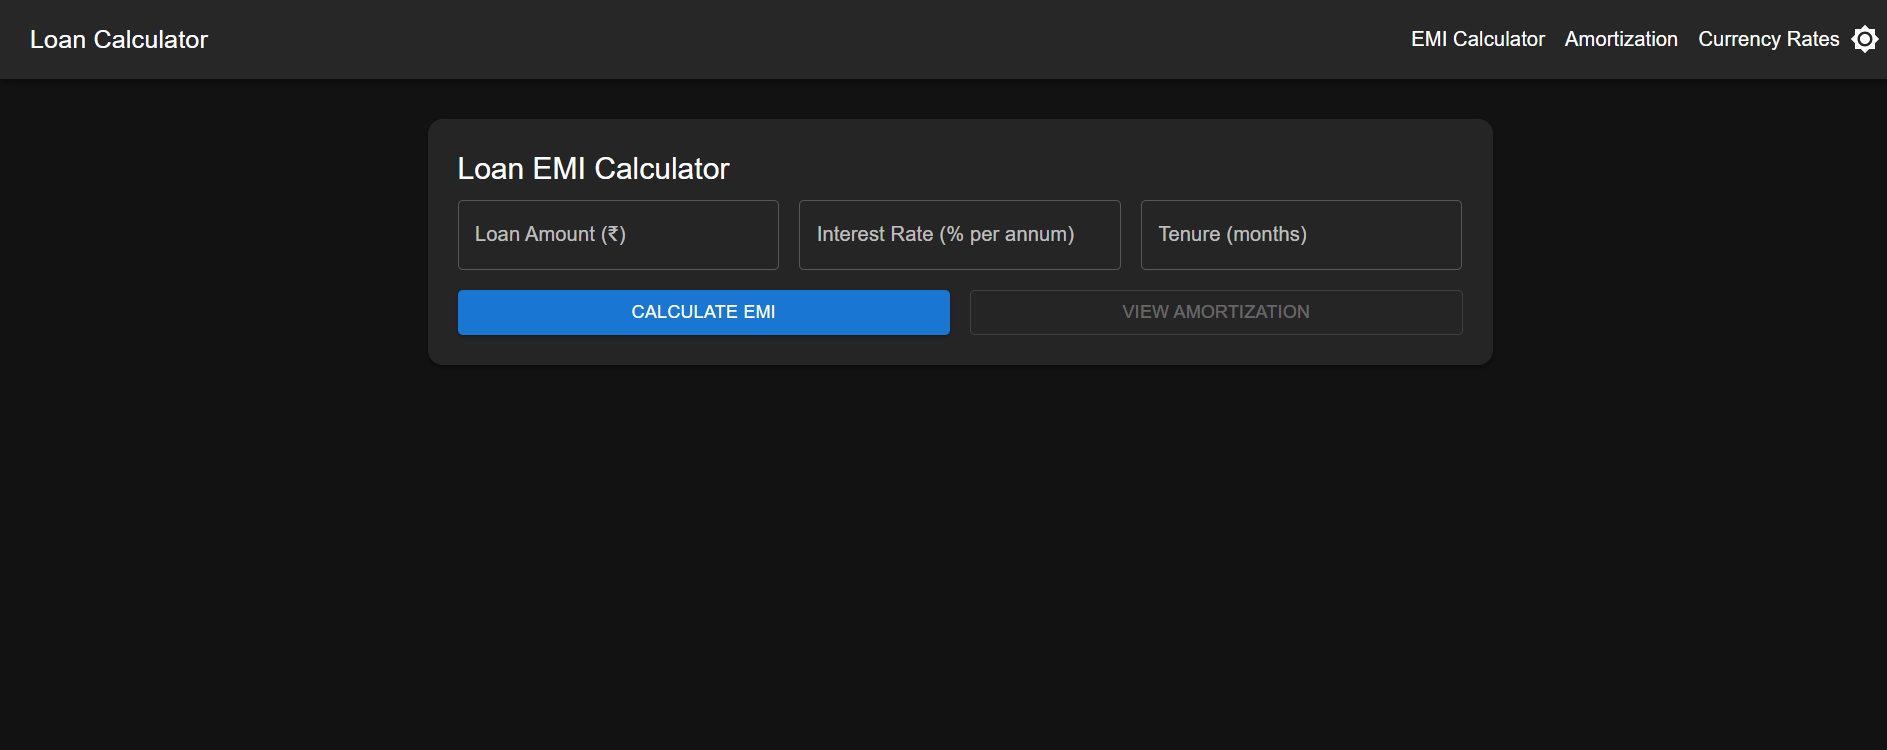 Loan Calculator
EMI Calculator Amortization Currency Rates
Loan EMI Calculator
Loan Amount (₹) Interest Rate (% per annum) Tenure (months)
CALCULATE EMI VIEW AMORTIZATION